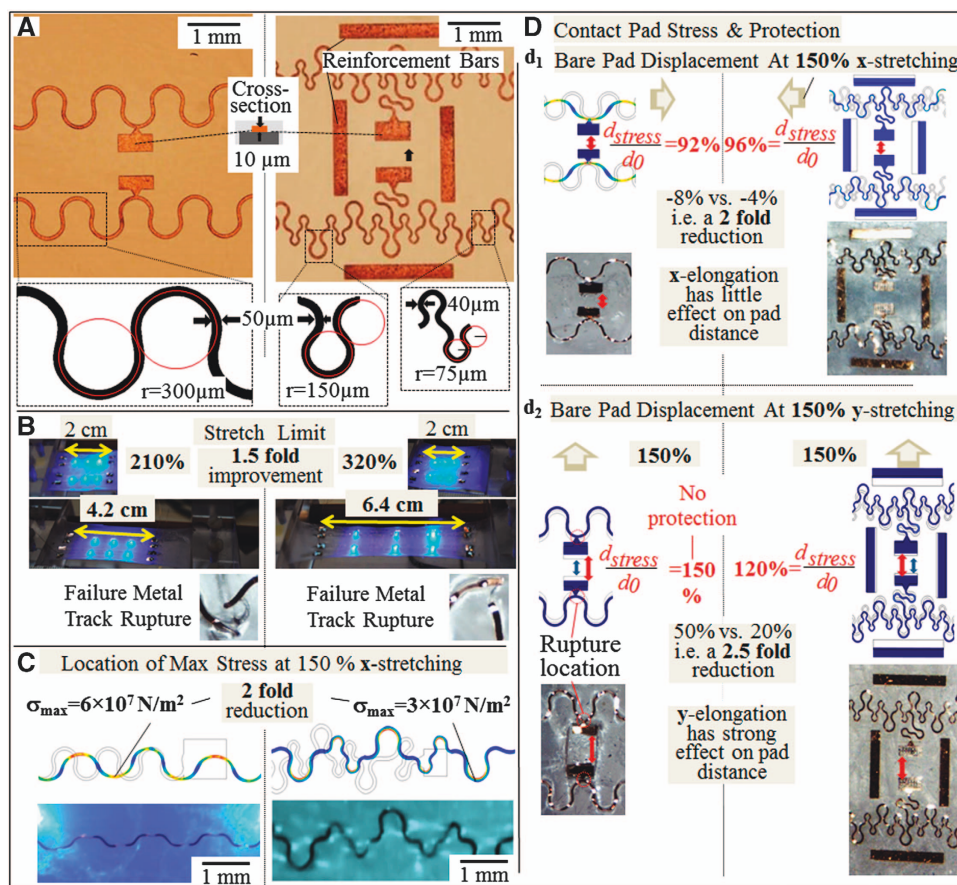 A
1 mm
1 mm
Reinforcement Bars
Cross-
section
10 µm
50µm
r=300µm
r=150µm
40µm
r=75µm
B
2 cm
Stretch Limit
2 cm
210%
1.5 fold
improvement
320%
4.2 cm
6.4 cm
Failure Metal
Track Rupture
Failure Metal
Track Rupture
C
Location of Max Stress at 150 % x-stretching
σmax=6×10⁷N/m²
2 fold
reduction
σmax=3×10⁷N/m²
1 mm
1 mm
D
Contact Pad Stress & Protection
d1 Bare Pad Displacement At 150% x-stretching
dstress/d0 =92%
96%= dstress/d0
-8% vs. -4%
i.e. a 2 fold
reduction
x-elongation
has little
effect on pad
distance
d2 Bare Pad Displacement At 150% y-stretching
150%
150%
No
protection
dstress/d0 =150
%
120%= dstress/d0
Rupture
location
50% vs. 20%
i.e. a 2.5 fold
reduction
y-elongation
has strong
effect on pad
distance